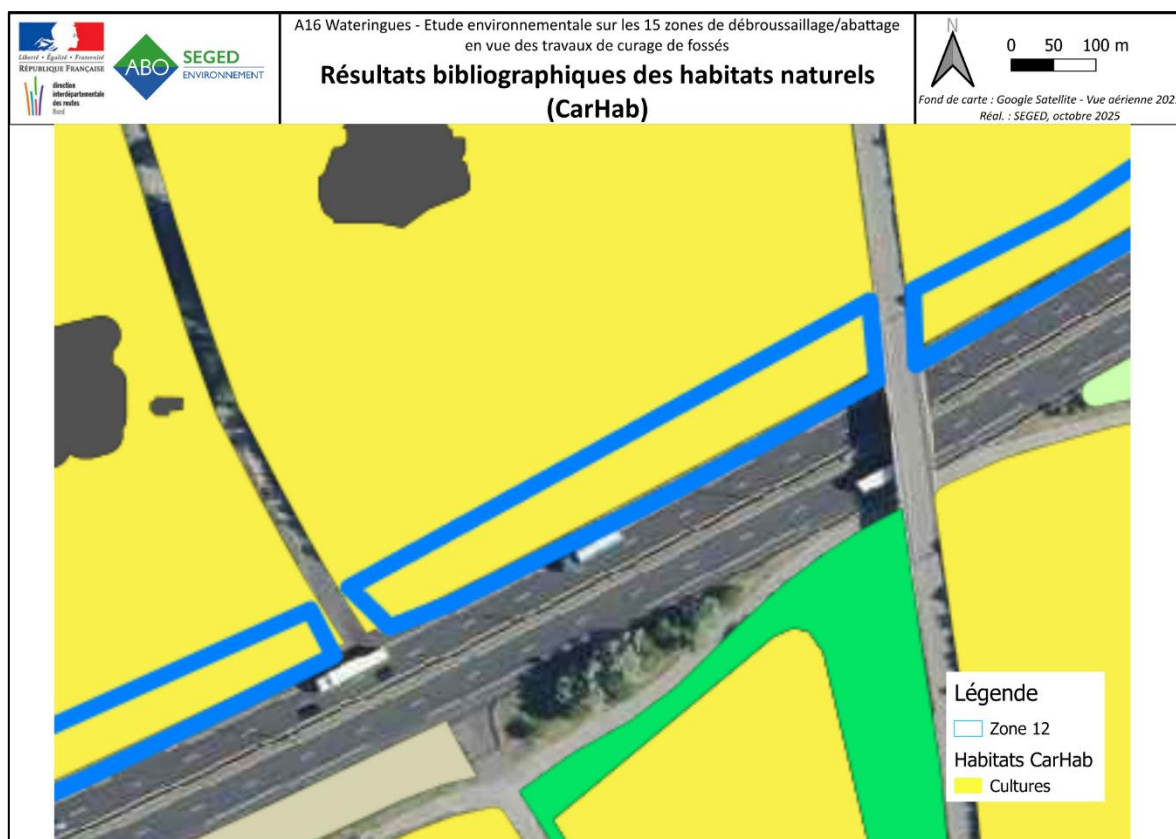 A16 Wateringues - Etude environnementale sur les 15 zones de débroussaillage/abattage
en vue des travaux de curage de fossés
Résultats bibliographiques des habitats naturels
(CarHab)
Liberté • Égalité • Fraternité
RÉPUBLIQUE FRANÇAISE
direction
interdépartementale
des routes
Nord
ABO
SEGED
ENVIRONNEMENT
N
0 50 100 m
Fond de carte : Google Satellite - Vue aérienne 202
Réal. : SEGED, octobre 2025
Légende
Zone 12
Habitats CarHab
Cultures